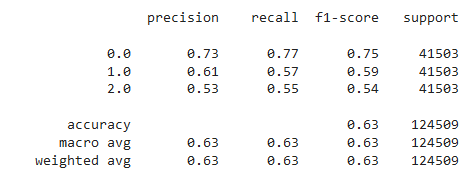 precision recall f1-score support
0.0 0.73 0.77 0.75 41503
1.0 0.61 0.57 0.59 41503
2.0 0.53 0.55 0.54 41503
accuracy 0.63 124509
macro avg 0.63 0.63 0.63 124509
weighted avg 0.63 0.63 0.63 124509